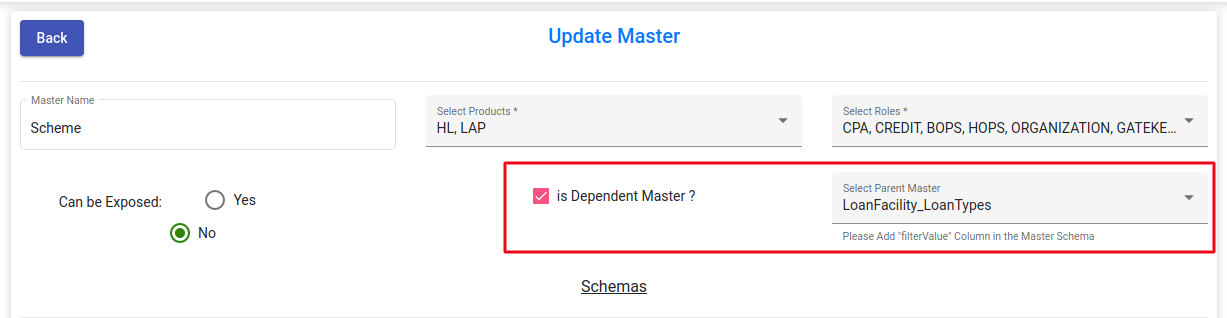 Back
Update Master
Master Name
Scheme
Select Products *
HL, LAP
Select Roles *
CPA, CREDIT, BOPS, HOPS, ORGANIZATION, GATEKE...
Can be Exposed:
Yes
No
is Dependent Master ?
Select Parent Master
LoanFacility_LoanTypes
Please Add "filterValue" Column in the Master Schema
Schemas